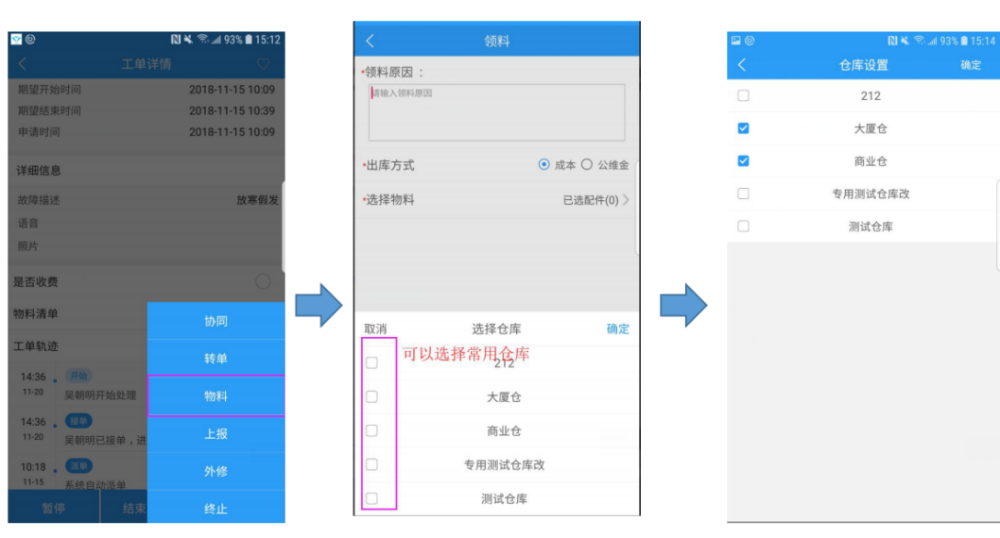 93% 15:12
工单详情
期望开始时间 2018-11-15 10:09
期望结束时间 2018-11-15 10:39
申请时间 2018-11-15 10:09
详细信息
故障描述 放寒假发
语音
照片
是否收费
物料清单
工单轨迹
14:36 开始
11-20 吴朝明开始处理
14:36 接单
11-20 吴朝明已接单，进
10:18 派单
11-15 系统自动派单
暂停 结束
协同
转单
物料
上报
外修
终止
领料
*领料原因：
请输入领料原因
*出库方式 成本 公维金
*选择物料 已选配件(0)
取消 选择仓库 确定
可以选择常用仓库
212
大厦仓
商业仓
专用测试仓库改
测试仓库
93% 15:14
仓库设置 确定
212
大厦仓
商业仓
专用测试仓库改
测试仓库